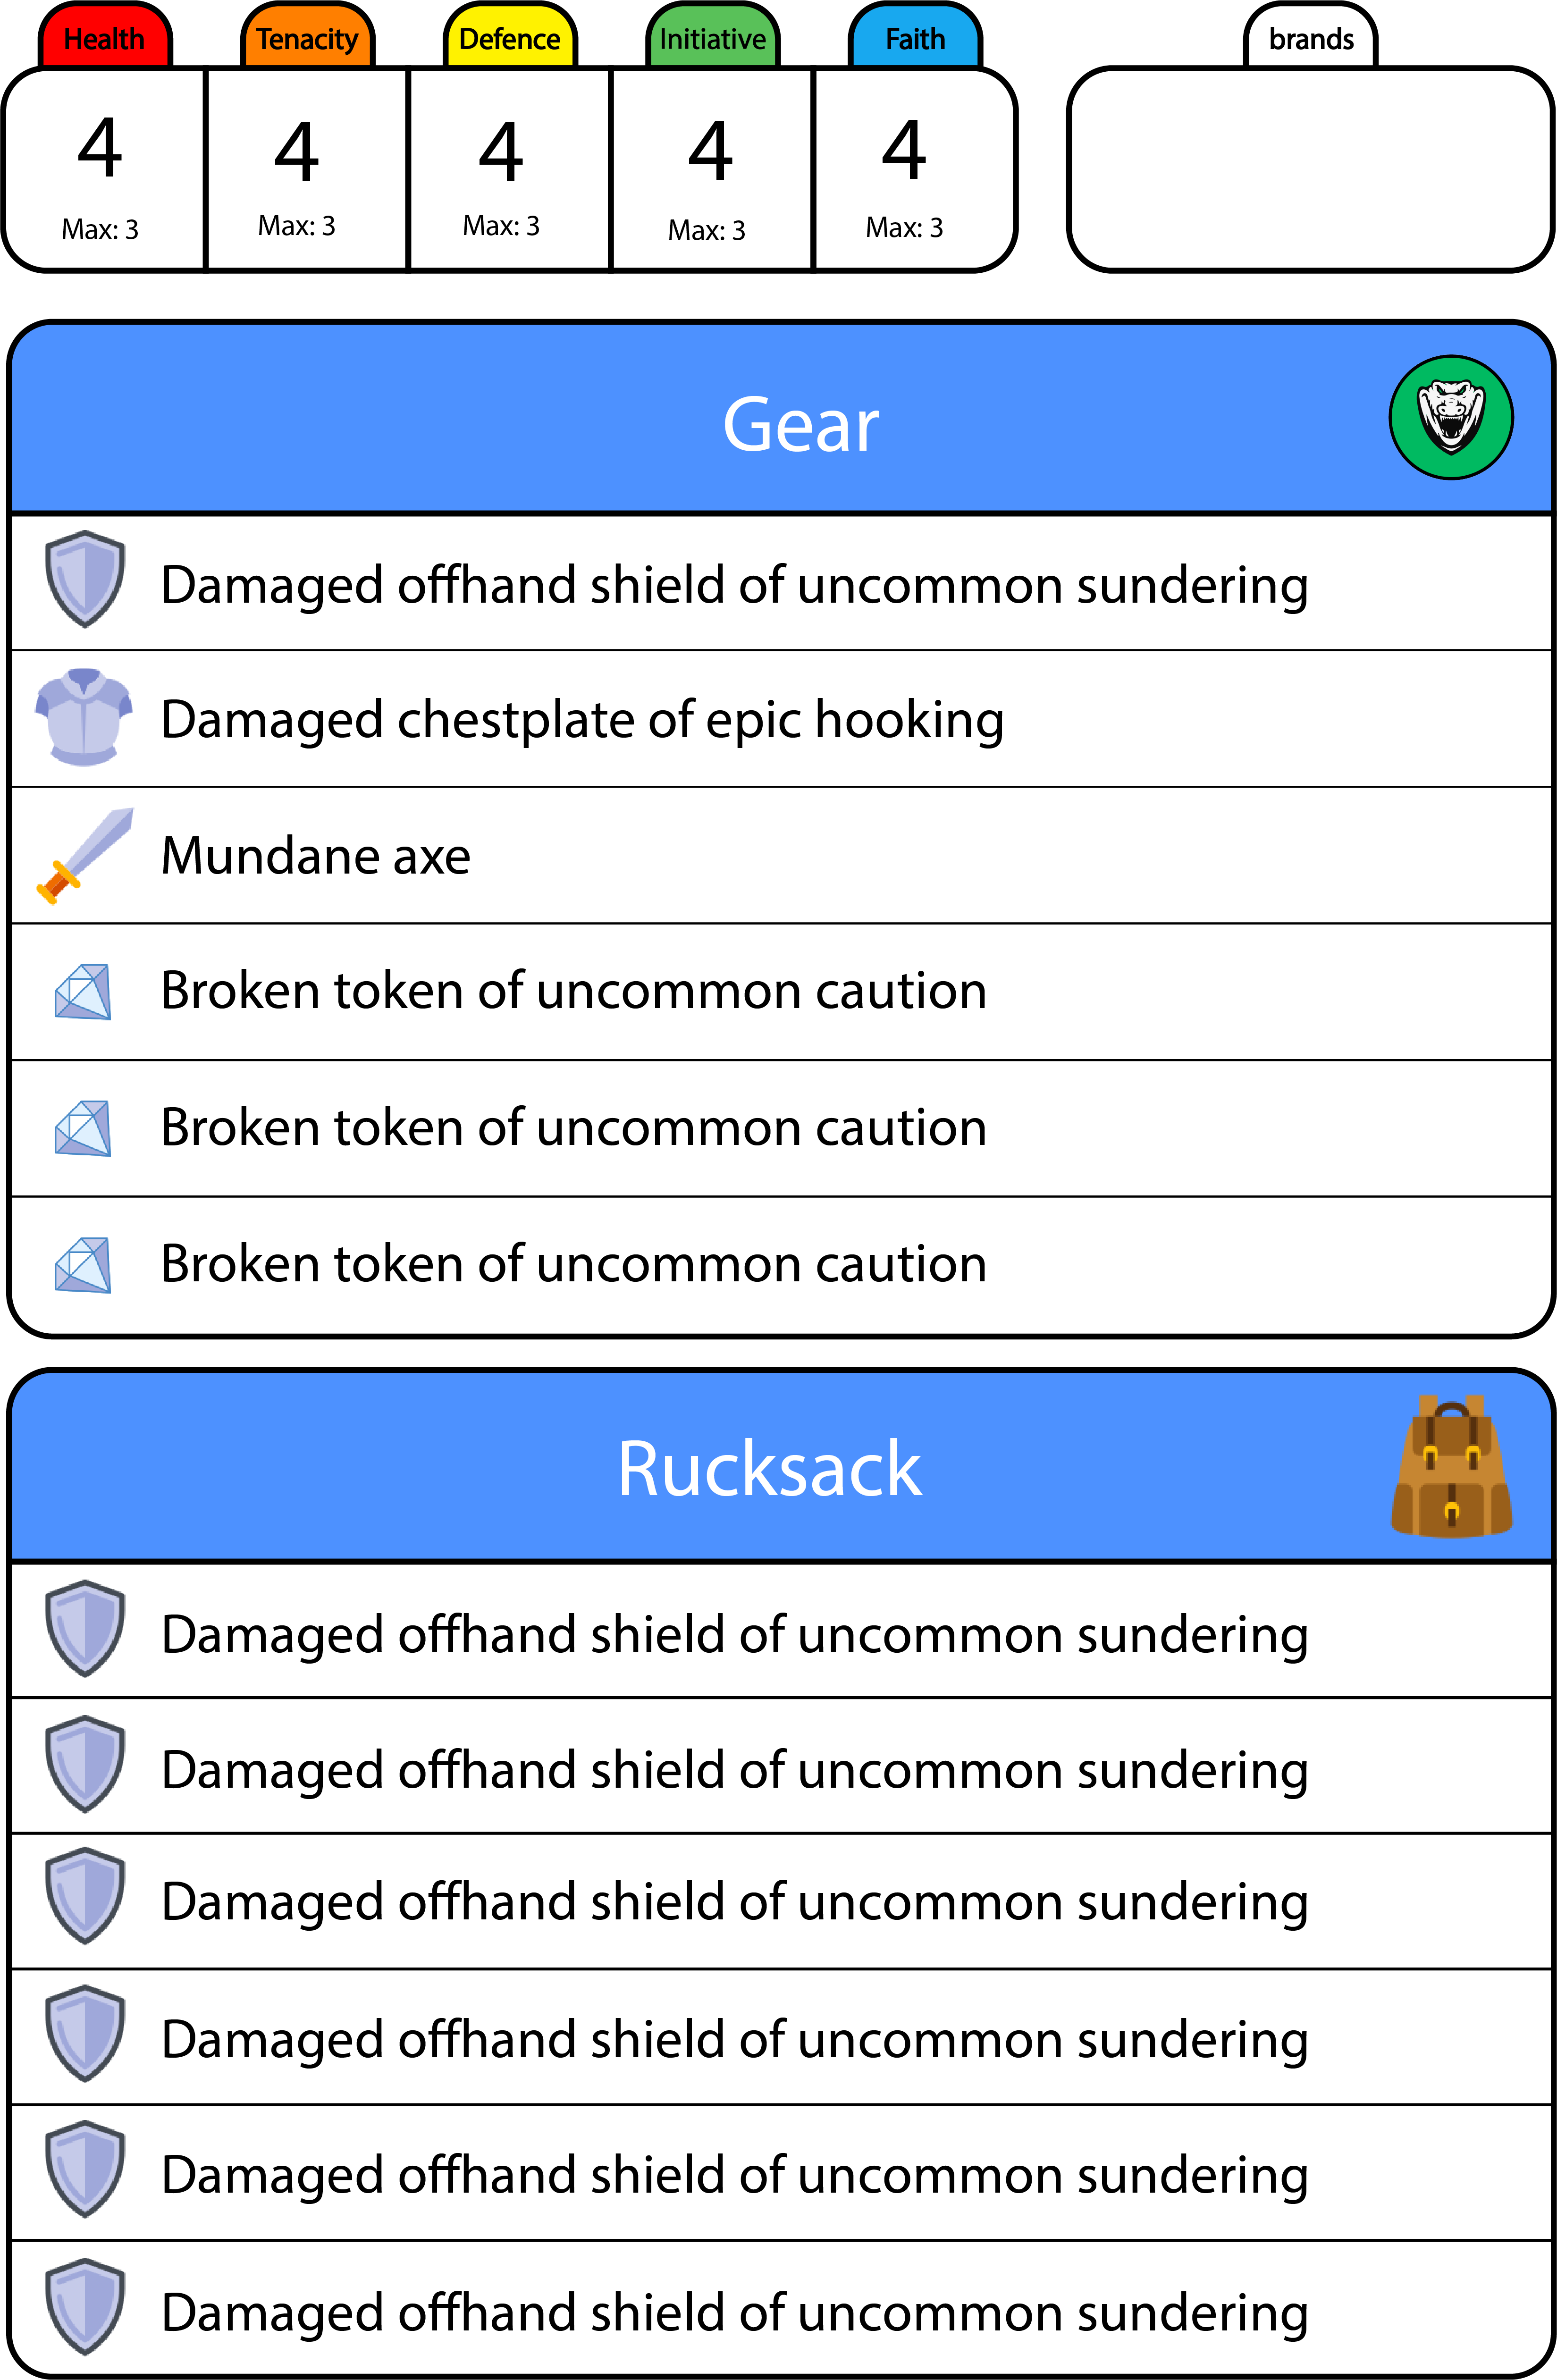 Health Tenacity Defence Initiative Faith brands
4 4 4 4 4
Max: 3 Max: 3 Max: 3 Max: 3 Max: 3
Gear
Damaged offhand shield of uncommon sundering
Damaged chestplate of epic hooking
Mundane axe
Broken token of uncommon caution
Broken token of uncommon caution
Broken token of uncommon caution
Rucksack
Damaged offhand shield of uncommon sundering
Damaged offhand shield of uncommon sundering
Damaged offhand shield of uncommon sundering
Damaged offhand shield of uncommon sundering
Damaged offhand shield of uncommon sundering
Damaged offhand shield of uncommon sundering